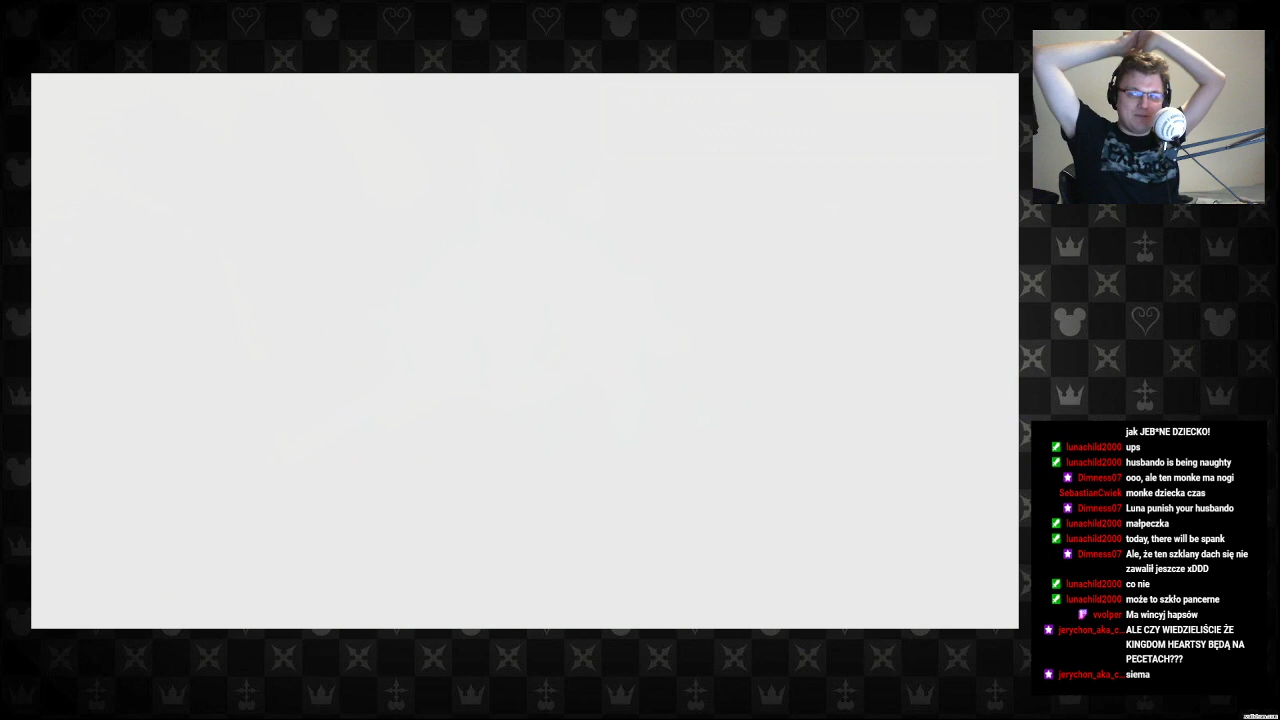 jak JEB*NE DZIECKO!
lunachild2000 ups
lunachild2000 husbando is being naughty
Dimness07 ooo, ale ten monke ma nogi
SebastianCwiek monke dziecka czas
Dimness07 Luna punish your husbando
lunachild2000 małpeczka
lunachild2000 today, there will be spank
Dimness07 Ale, że ten szklany dach się nie
zawalił jeszcze xDDD
lunachild2000 co nie
lunachild2000 może to szkło pancerne
vvolper Ma wincyj hapsów
jerychon_aka_c... ALE CZY WIEDZIELIŚCIE ŻE
KINGDOM HEARTSY BĘDĄ NA
PECETACH???
jerychon_aka_c... siema